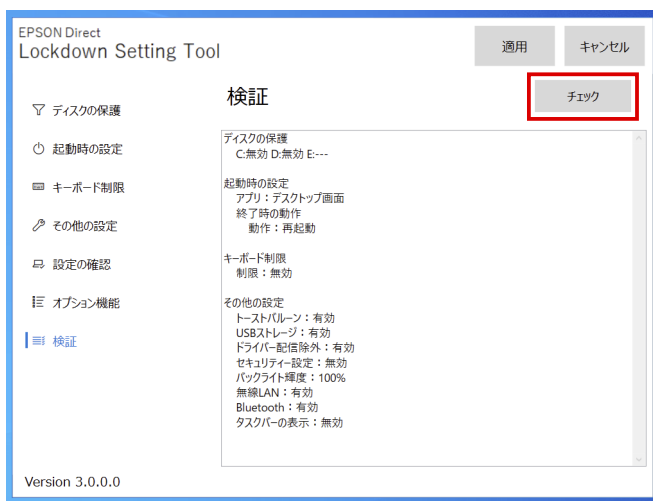 EPSON Direct
Lockdown Setting Tool
適用
キャンセル
ディスクの保護
起動時の設定
キーボード制限
その他の設定
設定の確認
オプション機能
検証
検証
チェック
ディスクの保護
C:無効 D:無効 E:---
起動時の設定
アプリ：デスクトップ画面
終了時の動作
動作：再起動
キーボード制限
制限：無効
その他の設定
トーストバルーン：有効
USBストレージ：有効
ドライバー配信除外：有効
セキュリティー設定：無効
バックライト輝度：100%
無線LAN：有効
Bluetooth：有効
タスクバーの表示：無効
Version 3.0.0.0